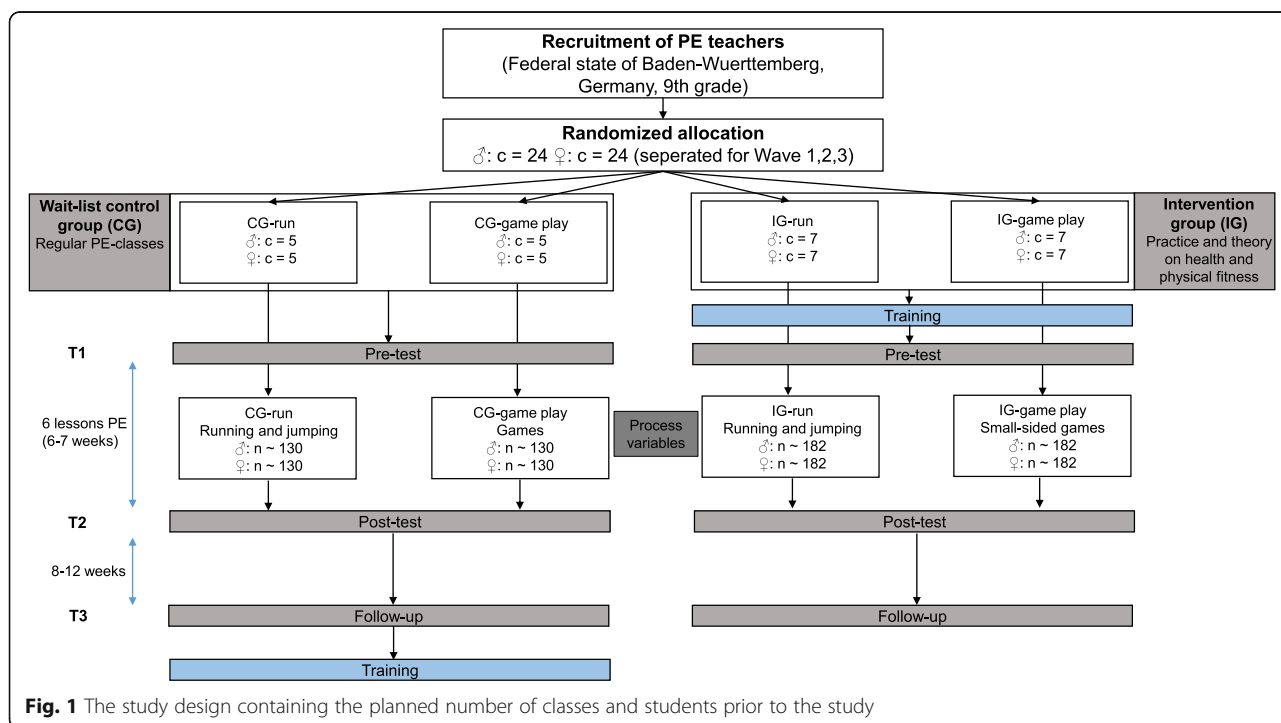 Recruitment of PE teachers
(Federal state of Baden-Wuerttemberg,
Germany, 9th grade)
Randomized allocation
♂: c = 24 ♀: c = 24 (seperated for Wave 1,2,3)
Wait-list control
group (CG)
Regular PE-classes
CG-run
♂: c = 5
♀: c = 5
CG-game play
♂: c = 5
♀: c = 5
IG-run
♂: c = 7
♀: c = 7
IG-game play
♂: c = 7
♀: c = 7
Intervention
group (IG)
Practice and theory
on health and
physical fitness
Training
T1
Pre-test
Pre-test
6 lessons PE
(6-7 weeks)
CG-run
Running and jumping
♂: n ~ 130
♀: n ~ 130
CG-game play
Games
♂: n ~ 130
♀: n ~ 130
Process
variables
IG-run
Running and jumping
♂: n ~ 182
♀: n ~ 182
IG-game play
Small-sided games
♂: n ~ 182
♀: n ~ 182
T2
Post-test
Post-test
8-12 weeks
T3
Follow-up
Follow-up
Training
Fig. 1 The study design containing the planned number of classes and students prior to the study